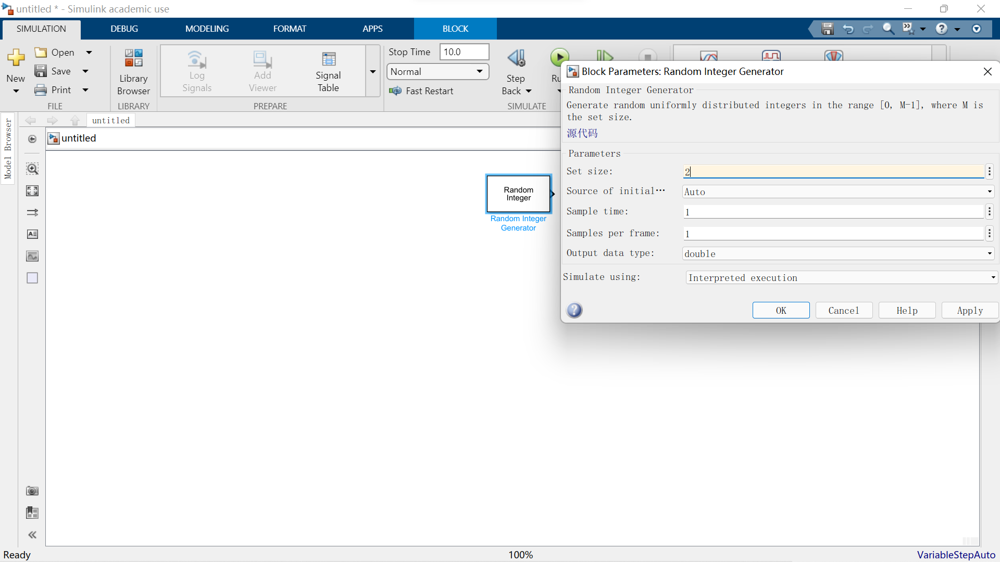 untitled * - Simulink academic use
SIMULATION
DEBUG
MODELING
FORMAT
APPS
BLOCK
New
Open
Save
Print
FILE
Library
Browser
LIBRARY
Log
Signals
Add
Viewer
Signal
Table
PREPARE
Stop Time
10.0
Normal
Fast Restart
Step
Back
Ru
SIMULATE
Model Browser
untitled
untitled
Random
Integer
Random Integer
Generator
Block Parameters: Random Integer Generator
Random Integer Generator
Generate random uniformly distributed integers in the range [0, M-1], where M is
the set size.
源代码
Parameters
Set size:
2
Source of initial···
Auto
Sample time:
1
Samples per frame:
1
Output data type:
double
Simulate using:
Interpreted execution
OK
Cancel
Help
Apply
Ready
100%
VariableStepAuto